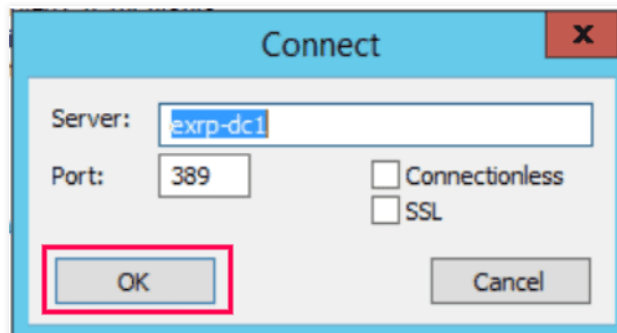 Connect
x
Server: exrp-dc1
Port: 389 Connectionless
SSL
OK Cancel